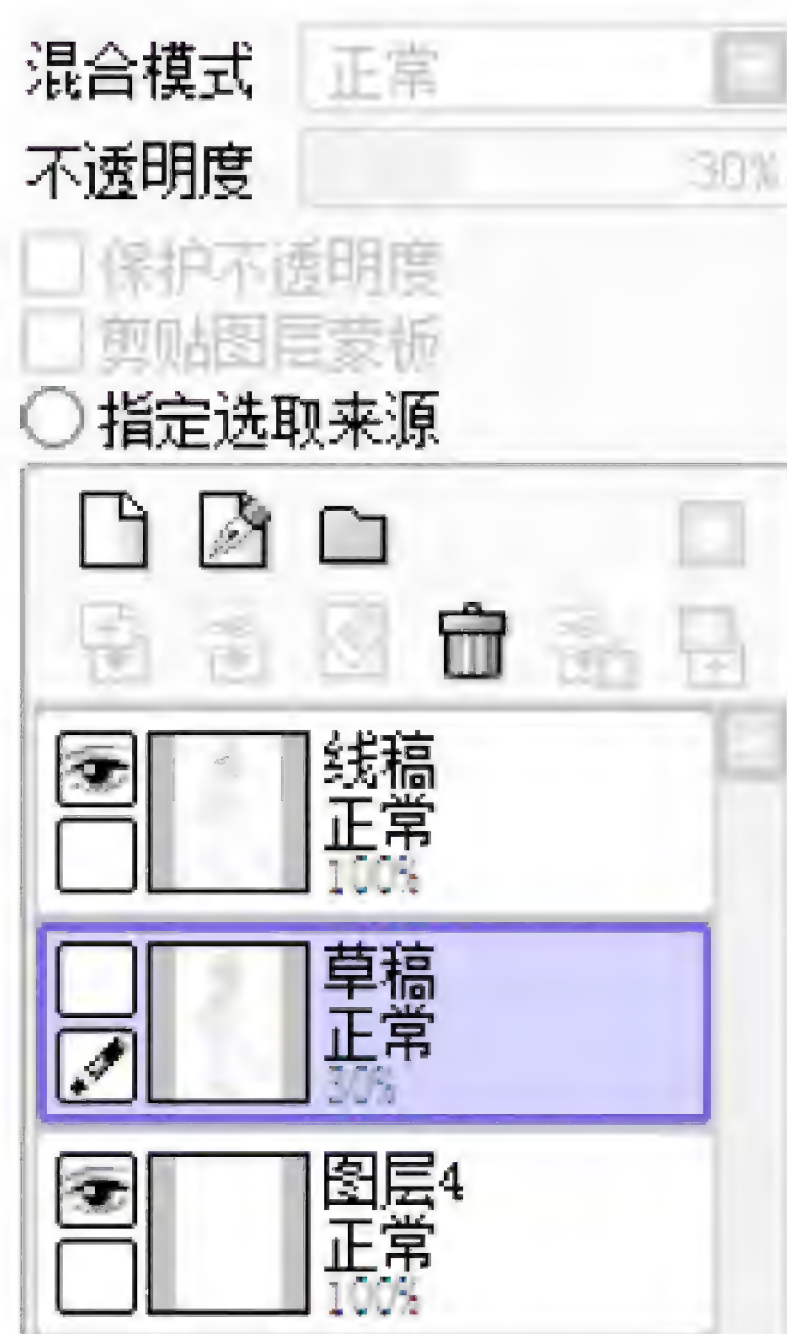 混合模式 正常
不透明度 30%
保护不透明度
剪贴图层蒙板
指定选取来源
线稿
正常
100%
草稿
正常
30%
图层4
正常
100%